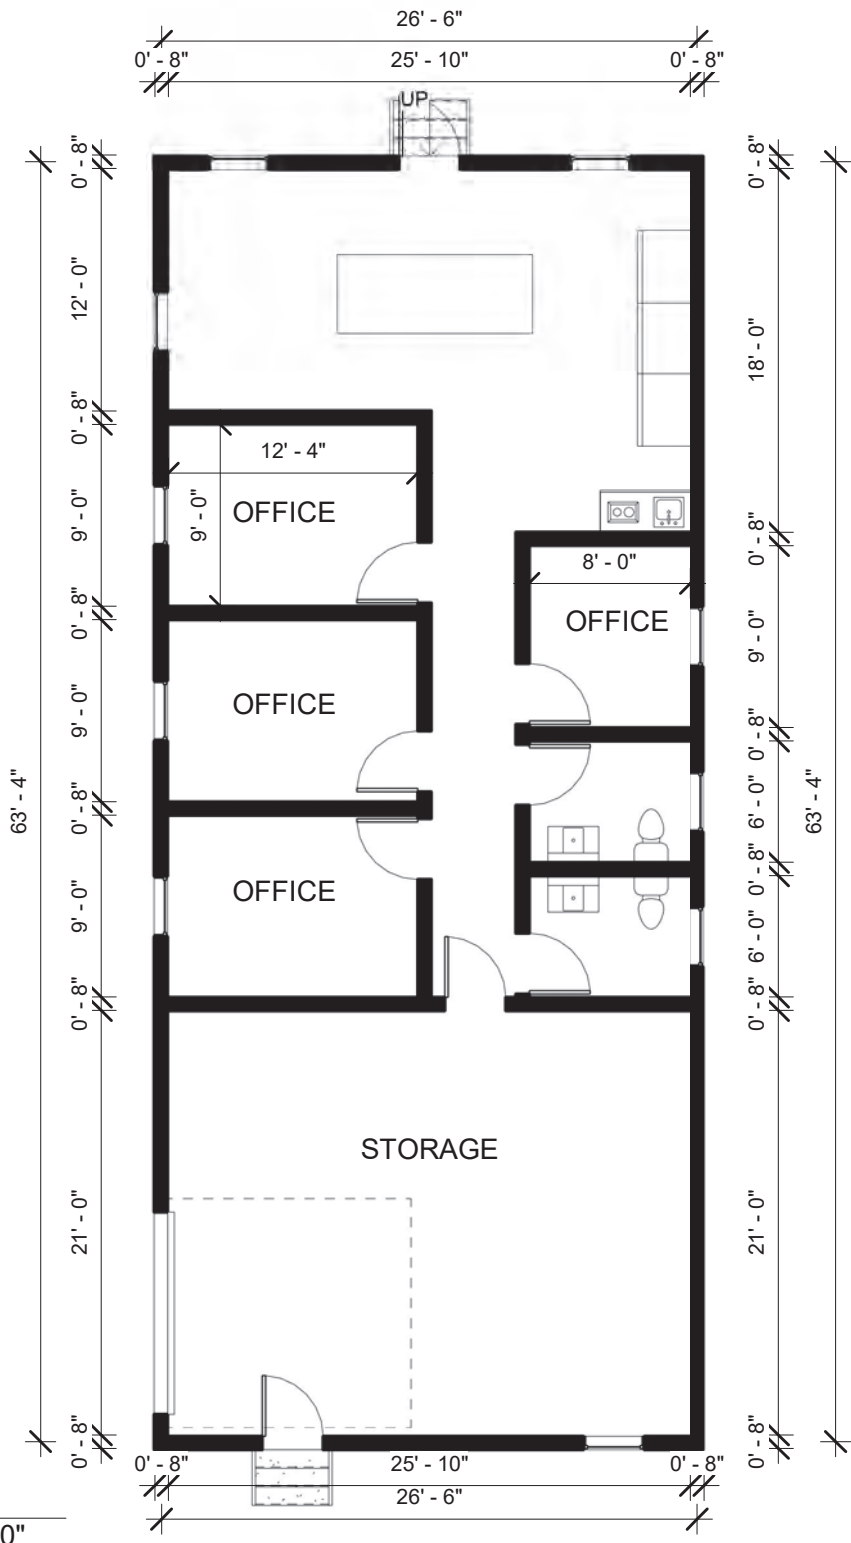 26' - 6"
0' - 8" 25' - 10" 0' - 8"
UP
0' - 8" 0' - 8"
12' - 0"
18' - 0"
0' - 8"
12' - 4"
9' - 0" 9' - 0" OFFICE
0' - 8"
8' - 0"
0' - 8"
OFFICE
9' - 0"
9' - 0" OFFICE
0' - 8"
63' - 4"
63' - 4"
0' - 8"
6' - 0"
0' - 8"
9' - 0" OFFICE
6' - 0"
0' - 8" 0' - 8"
STORAGE
21' - 0" 21' - 0"
0' - 8" 0' - 8"
0' - 8" 25' - 10" 0' - 8"
26' - 6"
0"